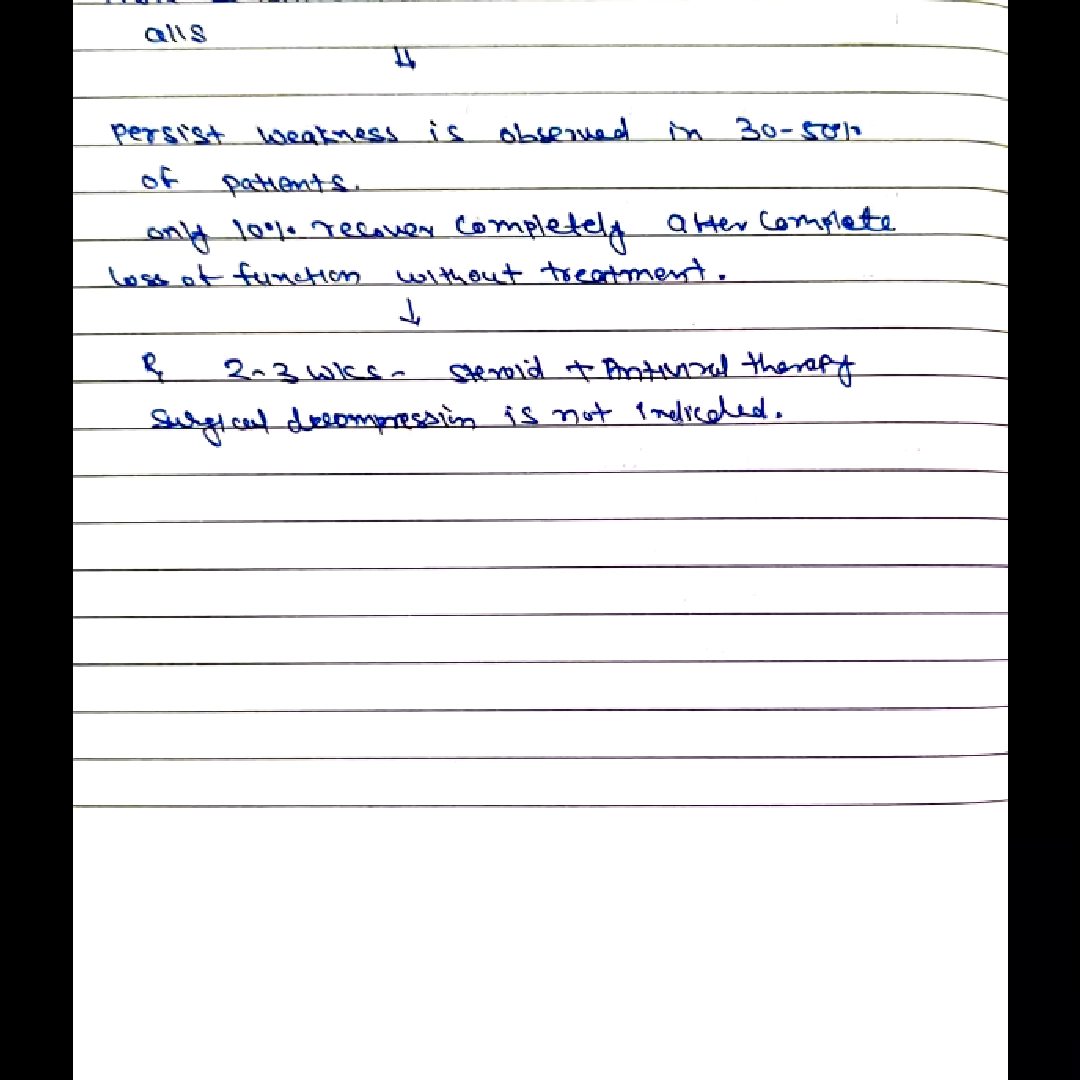 alls
persist weakness is observed in 30-50%
of patients.
only 10% recover completely after complete
loss of function without treatment.
℞ 2-3 wks - steroid + Antiviral therapy
surgical decompression is not indicated.